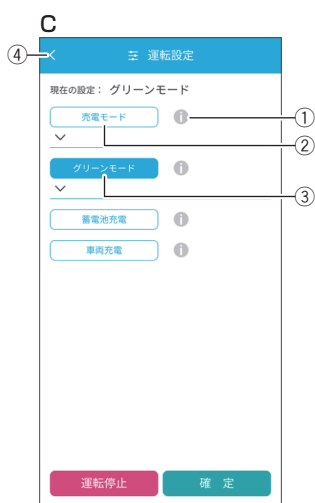 C
④
運転設定
現在の設定： グリーンモード
売電モード
①
②
グリーンモード
③
蓄電池充電
車両充電
運転停止 確 定